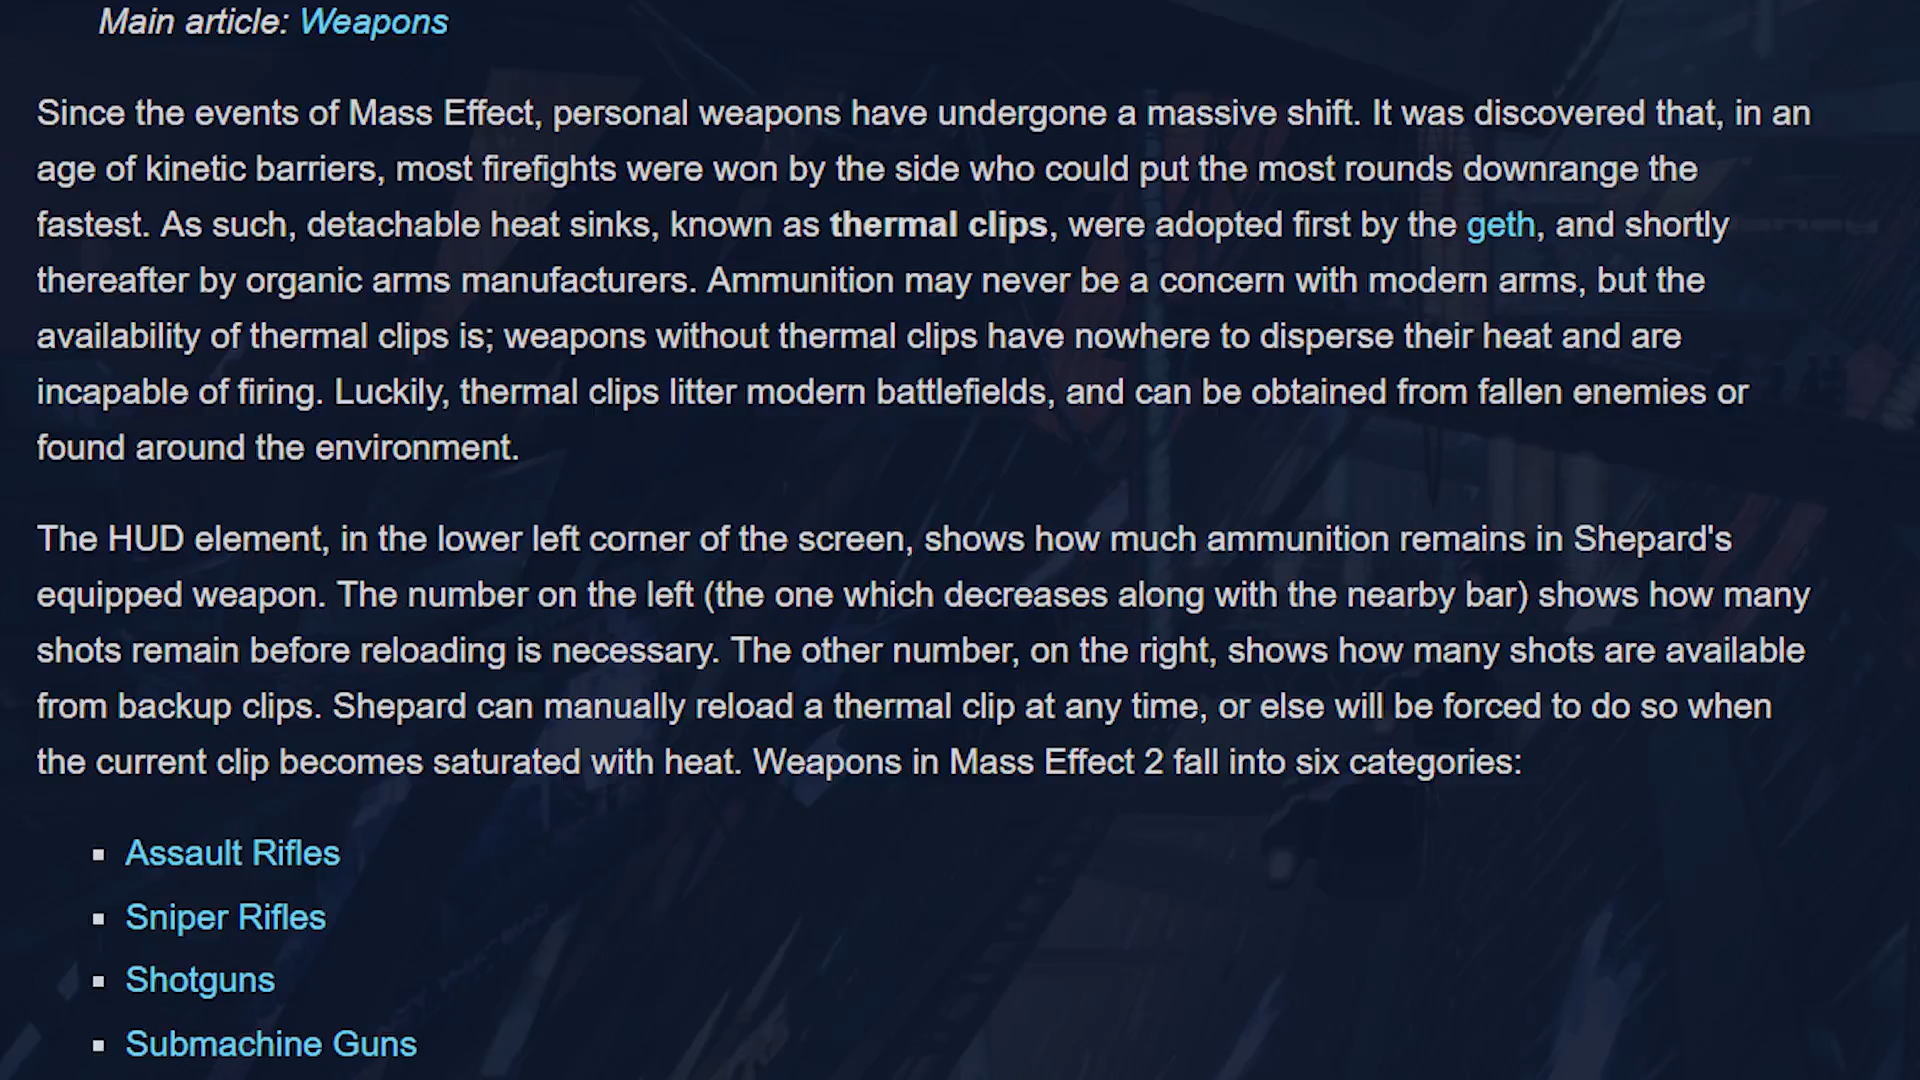 Main article: Weapons
Since the events of Mass Effect, personal weapons have undergone a massive shift. It was discovered that, in an
age of kinetic barriers, most firefights were won by the side who could put the most rounds downrange the
fastest. As such, detachable heat sinks, known as thermal clips, were adopted first by the geth, and shortly
thereafter by organic arms manufacturers. Ammunition may never be a concern with modern arms, but the
availability of thermal clips is; weapons without thermal clips have nowhere to disperse their heat and are
incapable of firing. Luckily, thermal clips litter modern battlefields, and can be obtained from fallen enemies or
found around the environment.
The HUD element, in the lower left corner of the screen, shows how much ammunition remains in Shepard's
equipped weapon. The number on the left (the one which decreases along with the nearby bar) shows how many
shots remain before reloading is necessary. The other number, on the right, shows how many shots are available
from backup clips. Shepard can manually reload a thermal clip at any time, or else will be forced to do so when
the current clip becomes saturated with heat. Weapons in Mass Effect 2 fall into six categories:
▪ Assault Rifles
▪ Sniper Rifles
▪ Shotguns
▪ Submachine Guns